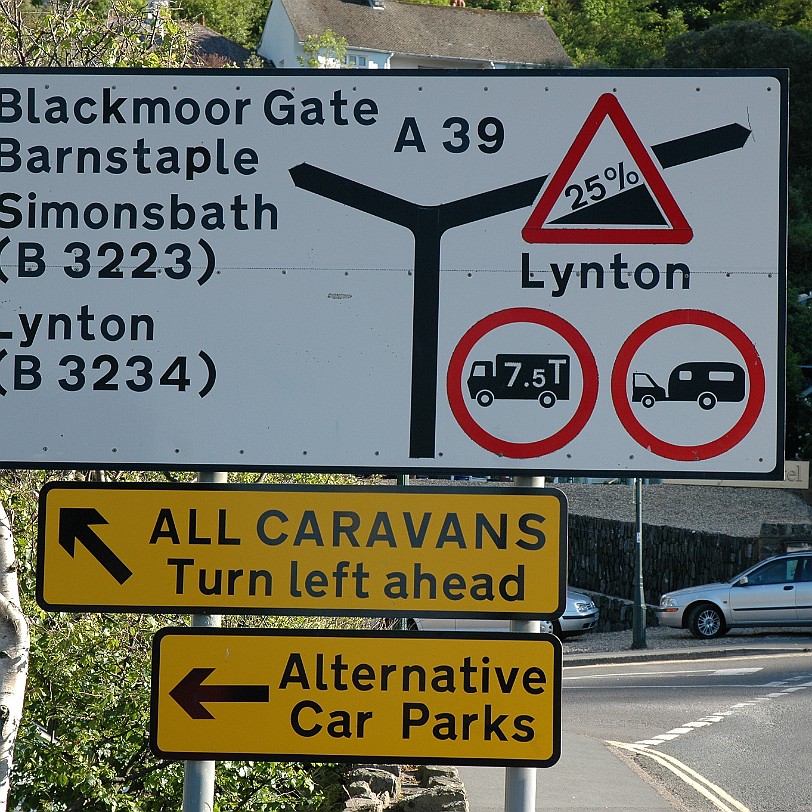 Blackmoor Gate
Barnstaple
Simonsbath
(B 3223)
Lynton
(B 3234)
A 39
25%
Lynton
7.5T
ALL CARAVANS
Turn left ahead
Alternative
Car Parks